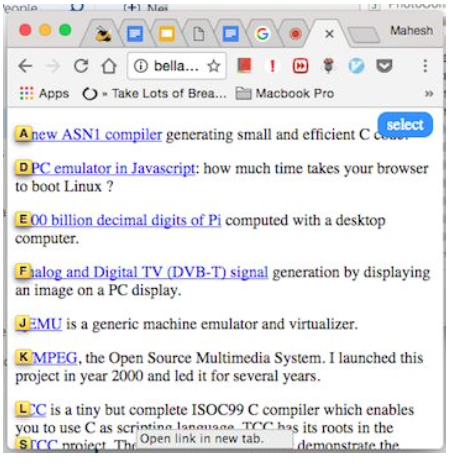 eople
(+) Nei
Mahesh
bella...
Apps » Take Lots of Brea... Macbook Pro »
select
A new ASN1 compiler generating small and efficient C code.
D PC emulator in Javascript: how much time takes your browser
to boot Linux ?
E 00 billion decimal digits of Pi computed with a desktop
computer.
F nalog and Digital TV (DVB-T) signal generation by displaying
an image on a PC display.
J EMU is a generic machine emulator and virtualizer.
K MPEG, the Open Source Multimedia System. I launched this
project in year 2000 and led it for several years.
L CC is a tiny but complete ISOC99 C compiler which enables
you to use C as scripting language. TCC has its roots in the
S TCC project. The demonstrate the
Open link in new tab.